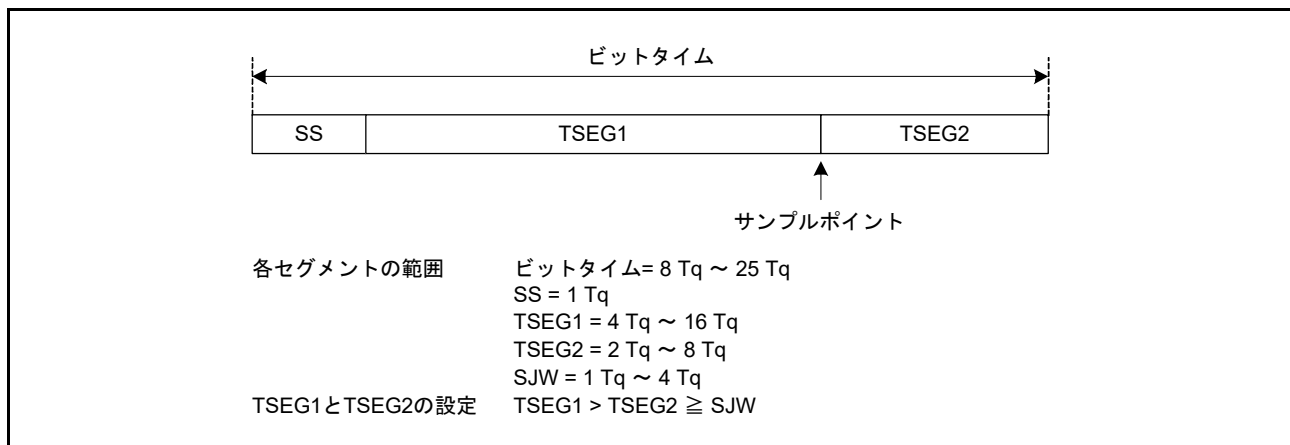 ビットタイム
SS TSEG1 TSEG2
サンプルポイント
各セグメントの範囲 ビットタイム= 8 Tq ～ 25 Tq
SS = 1 Tq
TSEG1 = 4 Tq ～ 16 Tq
TSEG2 = 2 Tq ～ 8 Tq
SJW = 1 Tq ～ 4 Tq
TSEG1とTSEG2の設定 TSEG1 > TSEG2 ≧ SJW